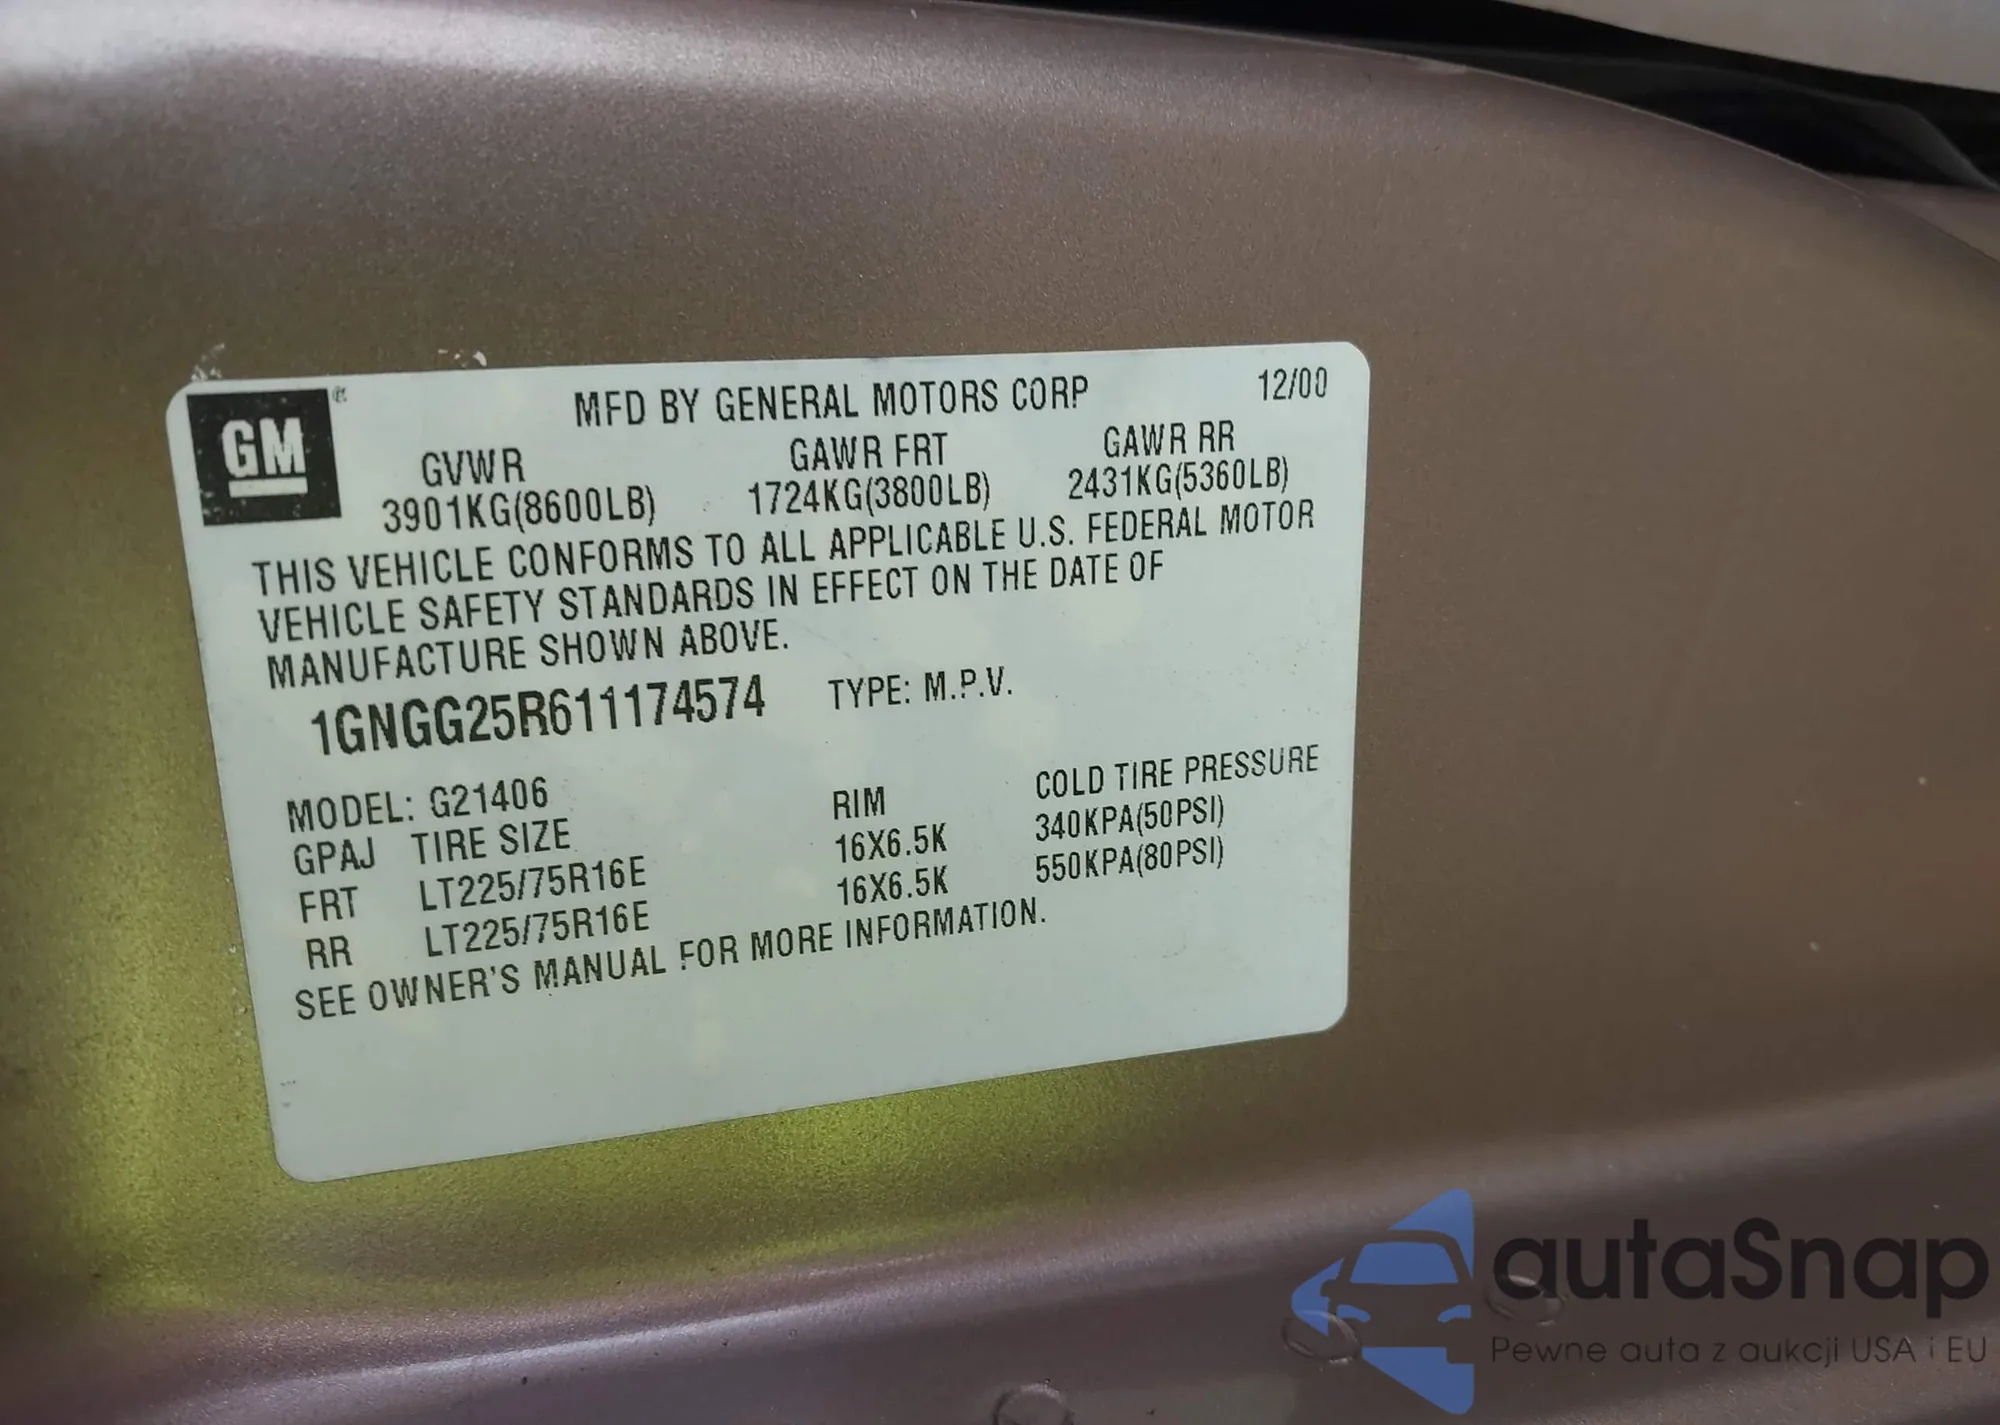 GM
MFD BY GENERAL MOTORS CORP 12/00
GVWR GAWR FRT GAWR RR
3901KG(8600LB) 1724KG(3800LB) 2431KG(5360LB)
THIS VEHICLE CONFORMS TO ALL APPLICABLE U.S. FEDERAL MOTOR
VEHICLE SAFETY STANDARDS IN EFFECT ON THE DATE OF
MANUFACTURE SHOWN ABOVE.
1GNGG25R611174574 TYPE: M.P.V.
MODEL: G21406
GPAJ TIRE SIZE RIM COLD TIRE PRESSURE
FRT LT225/75R16E 16X6.5K 340KPA(50PSI)
RR LT225/75R16E 16X6.5K 550KPA(80PSI)
SEE OWNER'S MANUAL FOR MORE INFORMATION.
autaSnap
Pewne auta z aukcji USA i EU